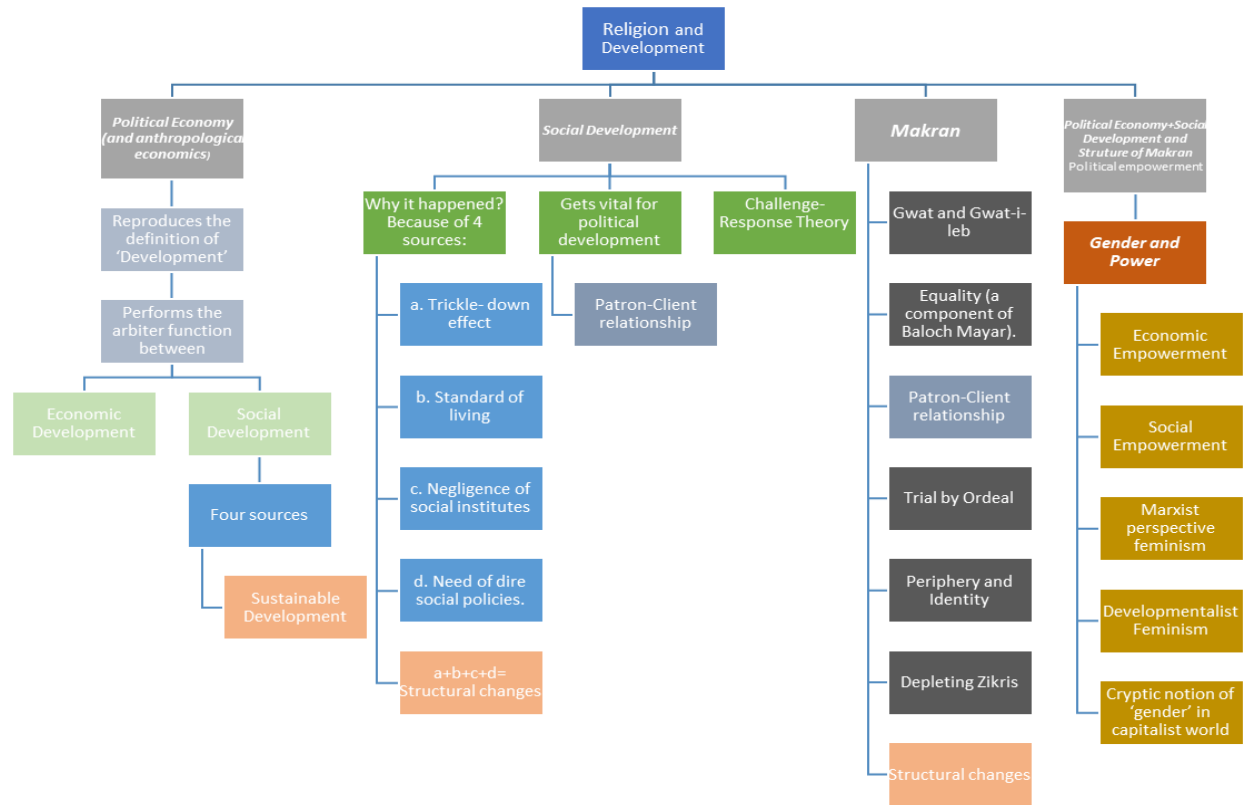 Religion and
Development
Political Economy
(and anthropological
economics)
Reproduces the
definition of
‘Development’
Performs the
arbiter function
between
Economic
Development
Social
Development
Four sources
Sustainable
Development
Social Development
Why it happened?
Because of 4
sources:
a. Trickle- down
effect
b. Standard of
living
c. Negligence of
social institutes
d. Need of dire
social policies.
a+b+c+d=
Structural changes
Gets vital for
political
development
Patron-Client
relationship
Challenge-
Response Theory
Makran
Gwat and Gwat-i-
leb
Equality (a
component of
Baloch Mayar).
Patron-Client
relationship
Trial by Ordeal
Periphery and
Identity
Depleting Zikris
Structural changes
Political Economy+Social
Development and
Struture of Makran
Political empowerment
Gender and
Power
Economic
Empowerment
Social
Empowerment
Marxist
perspective
feminism
Developmentalist
Feminism
Cryptic notion of
‘gender’ in
capitalist world